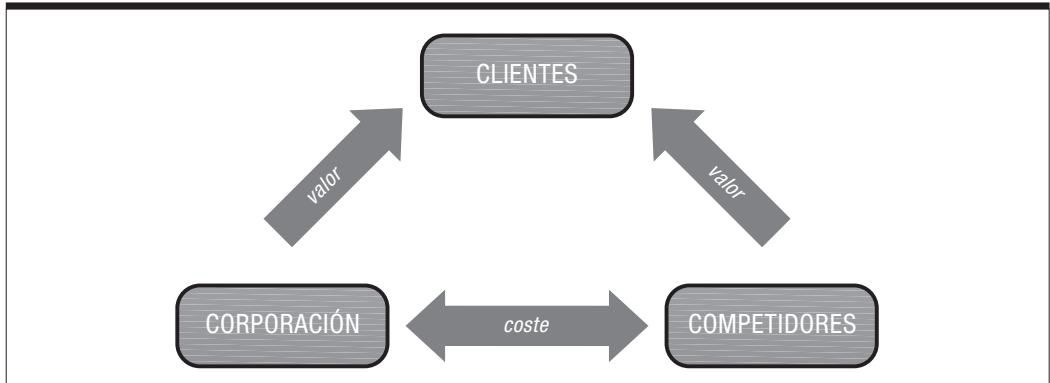 CLIENTES
valor
valor
CORPORACIÓN
coste
COMPETIDORES